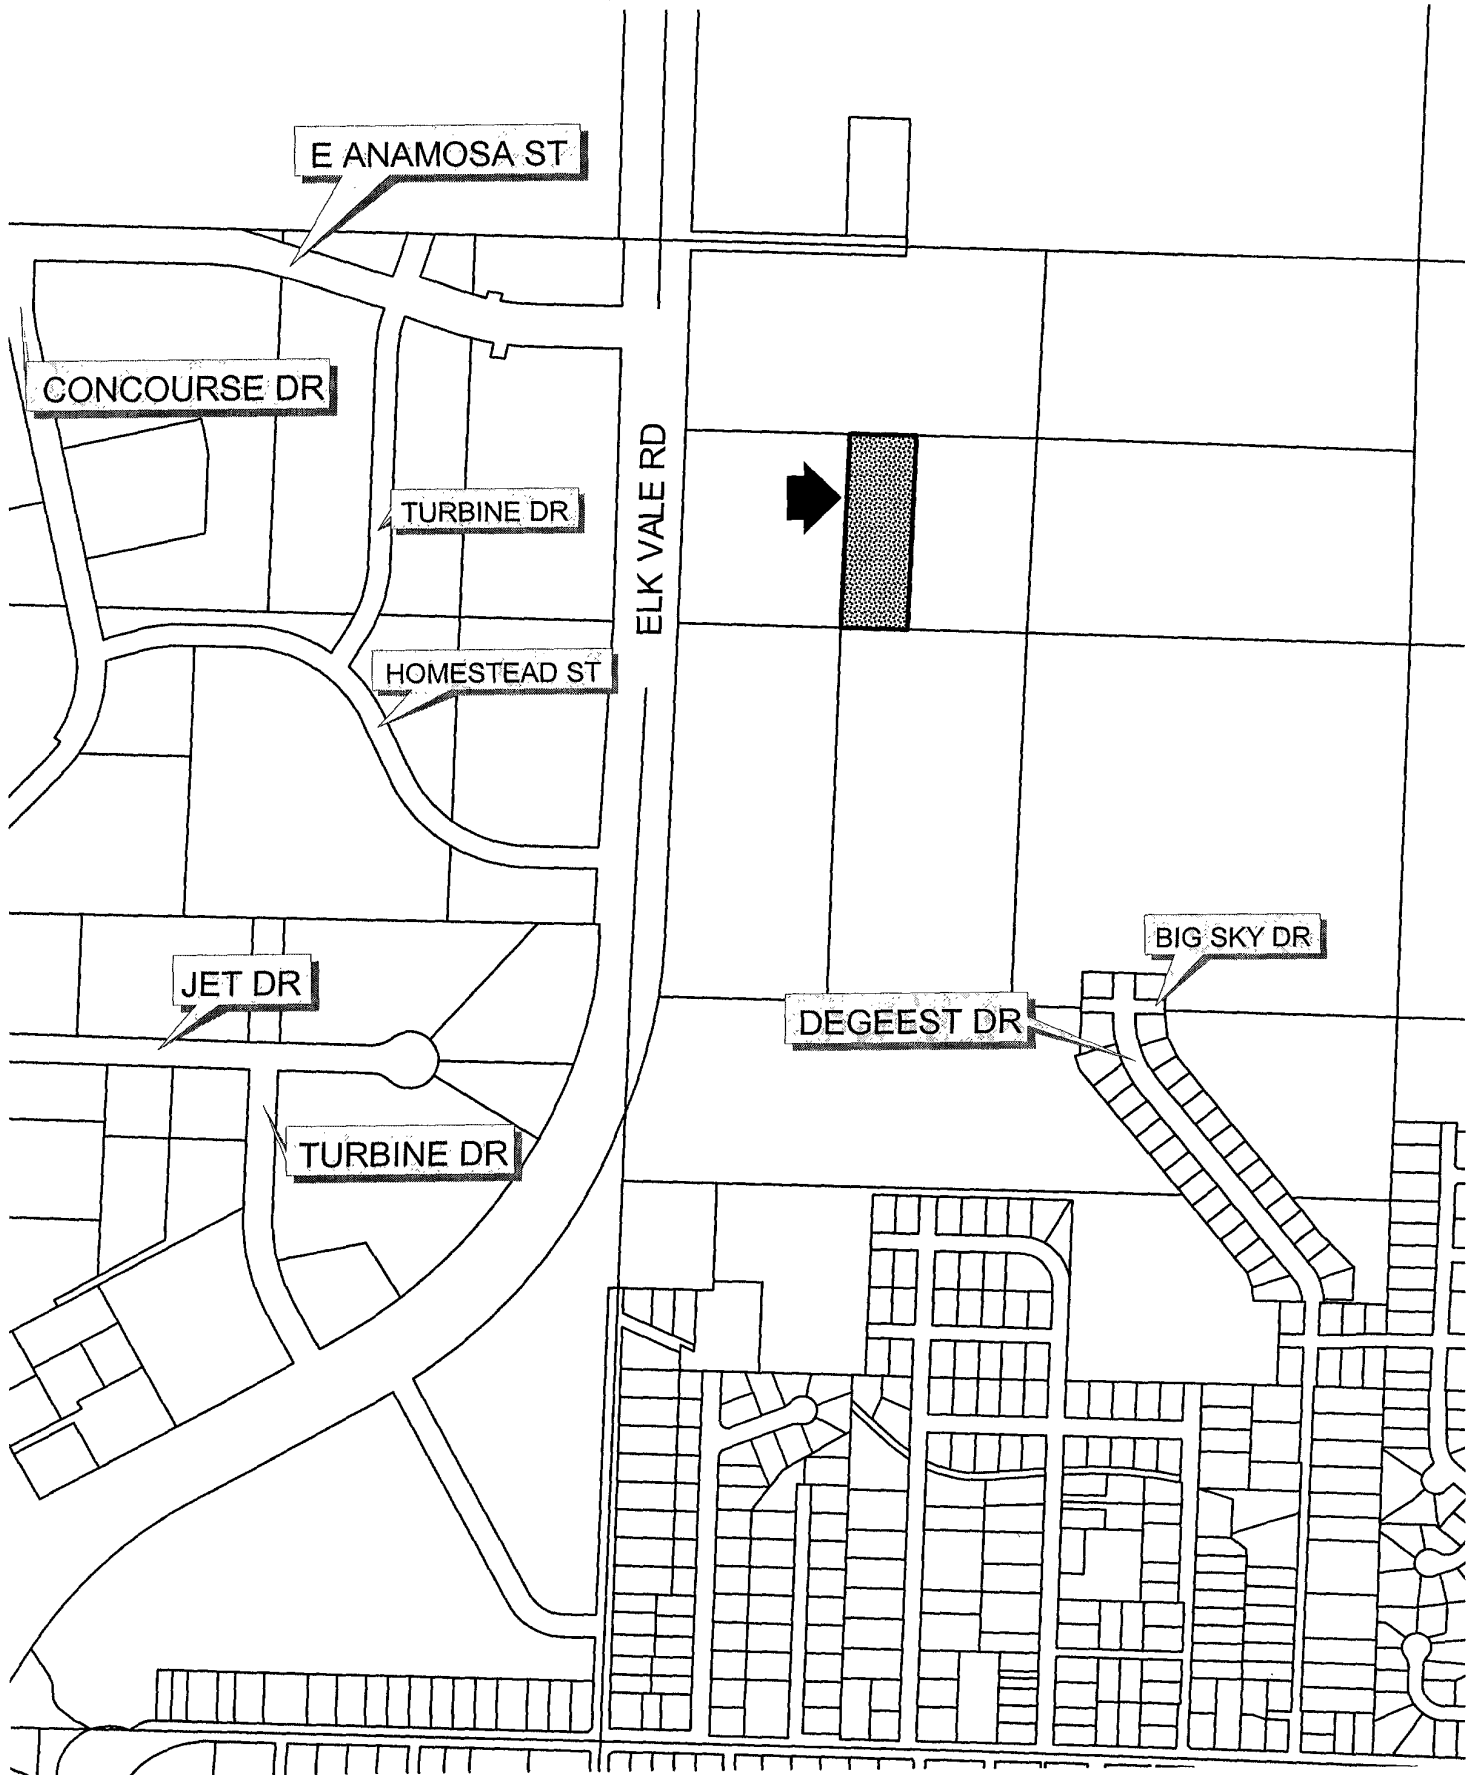 E ANAMOSA ST
CONCOURSE DR
TURBINE DR
ELK VALE RD
HOMESTEAD ST
BIG SKY DR
JET DR
DEGEEST DR
TURBINE DR